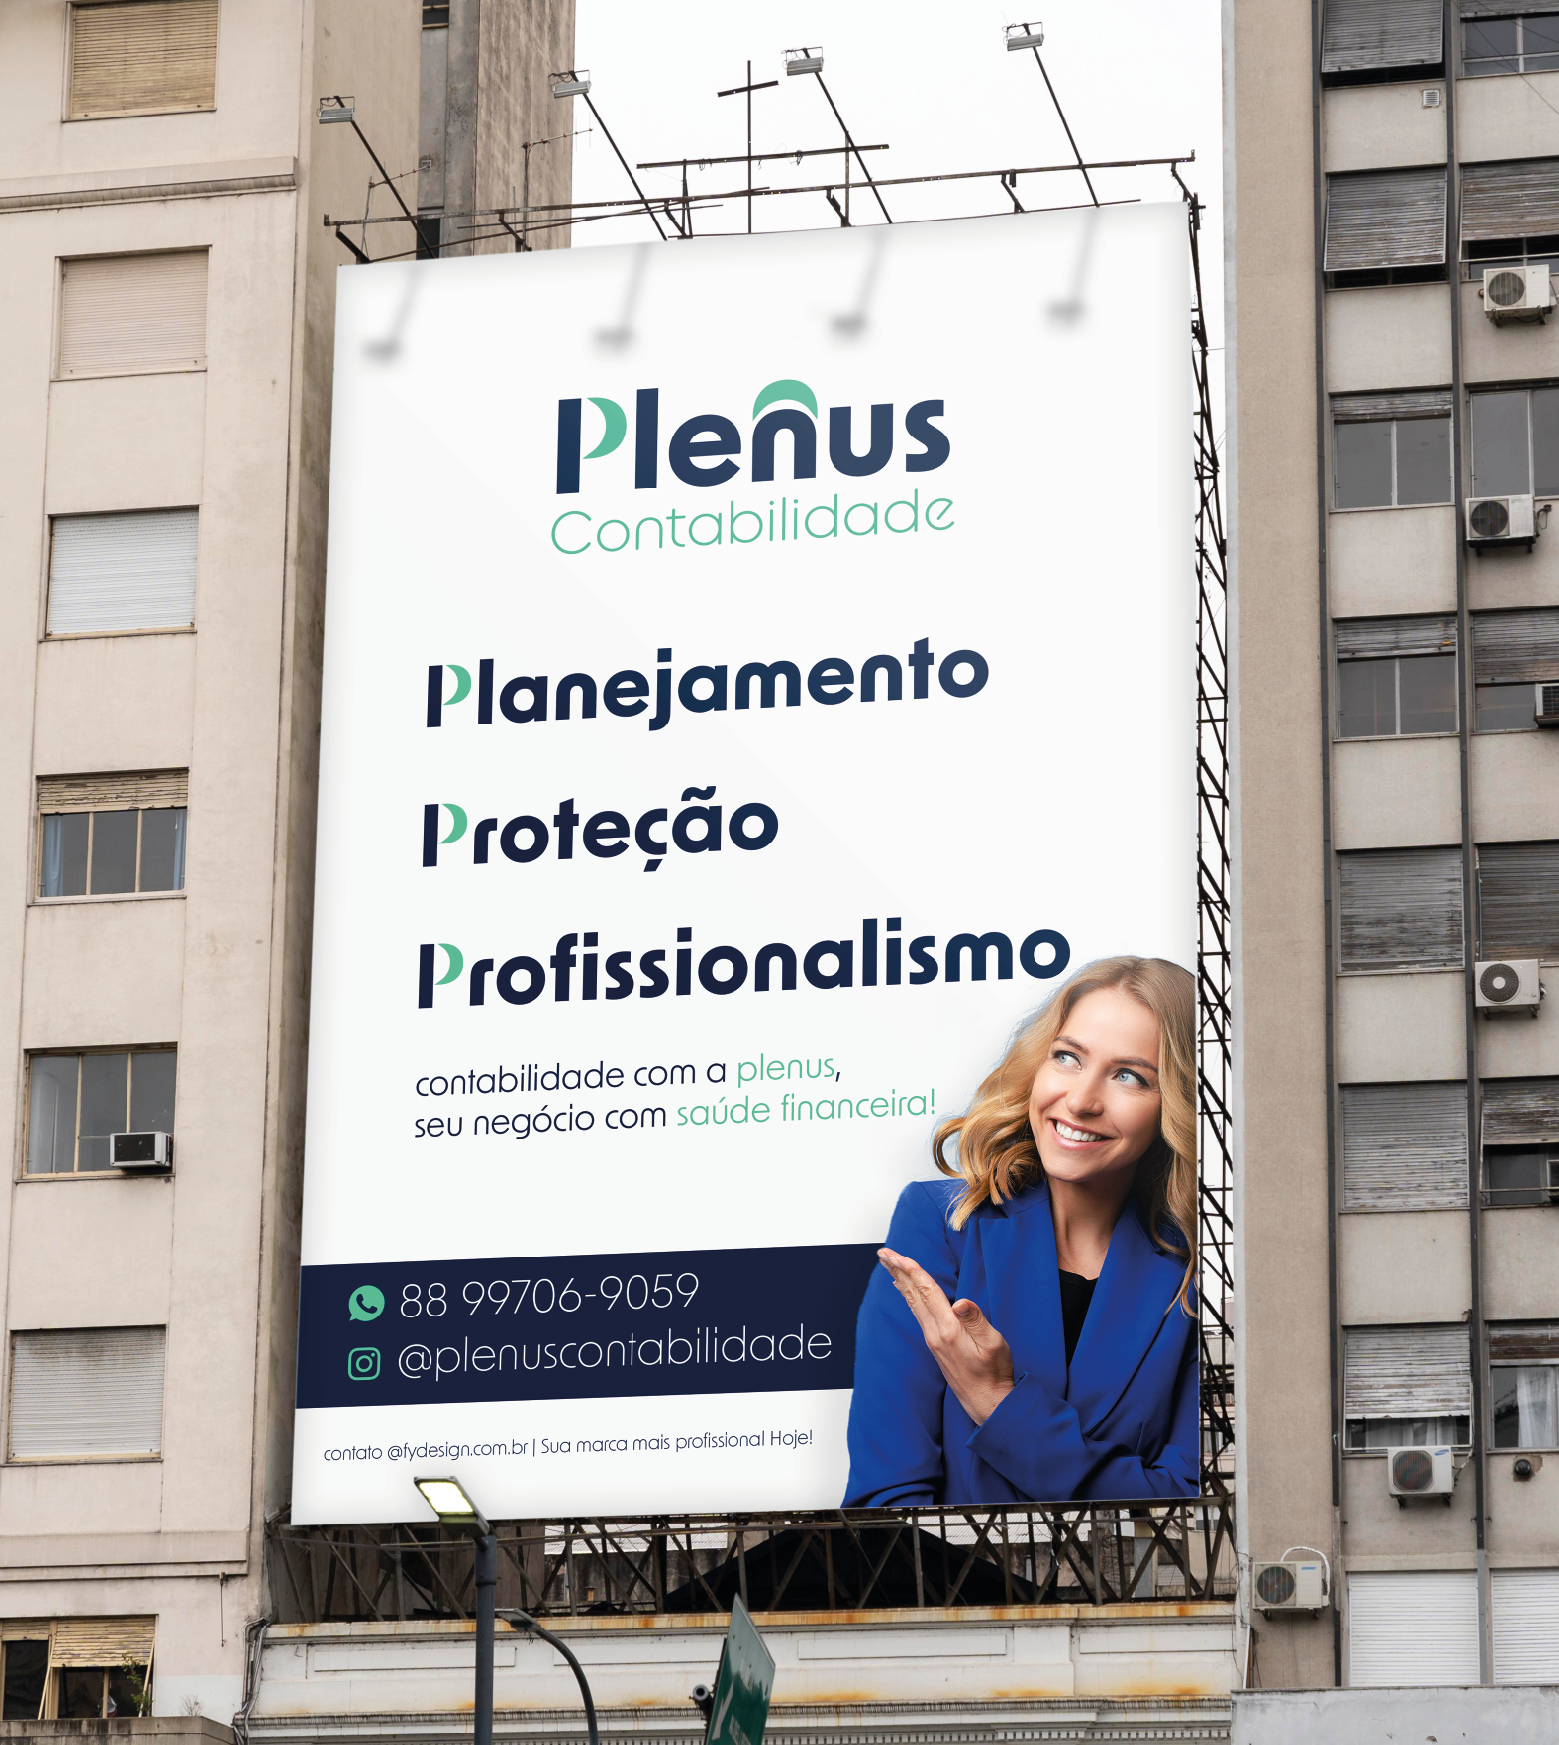 Plenus
Contabilidade
Planejamento
Proteção
Profissionalismo
contabilidade com a plenus,
seu negócio com saúde financeira!
88 99706-9059
@plenuscontabilidade
contato @fydesign.com.br | Sua marca mais profissional Hoje!